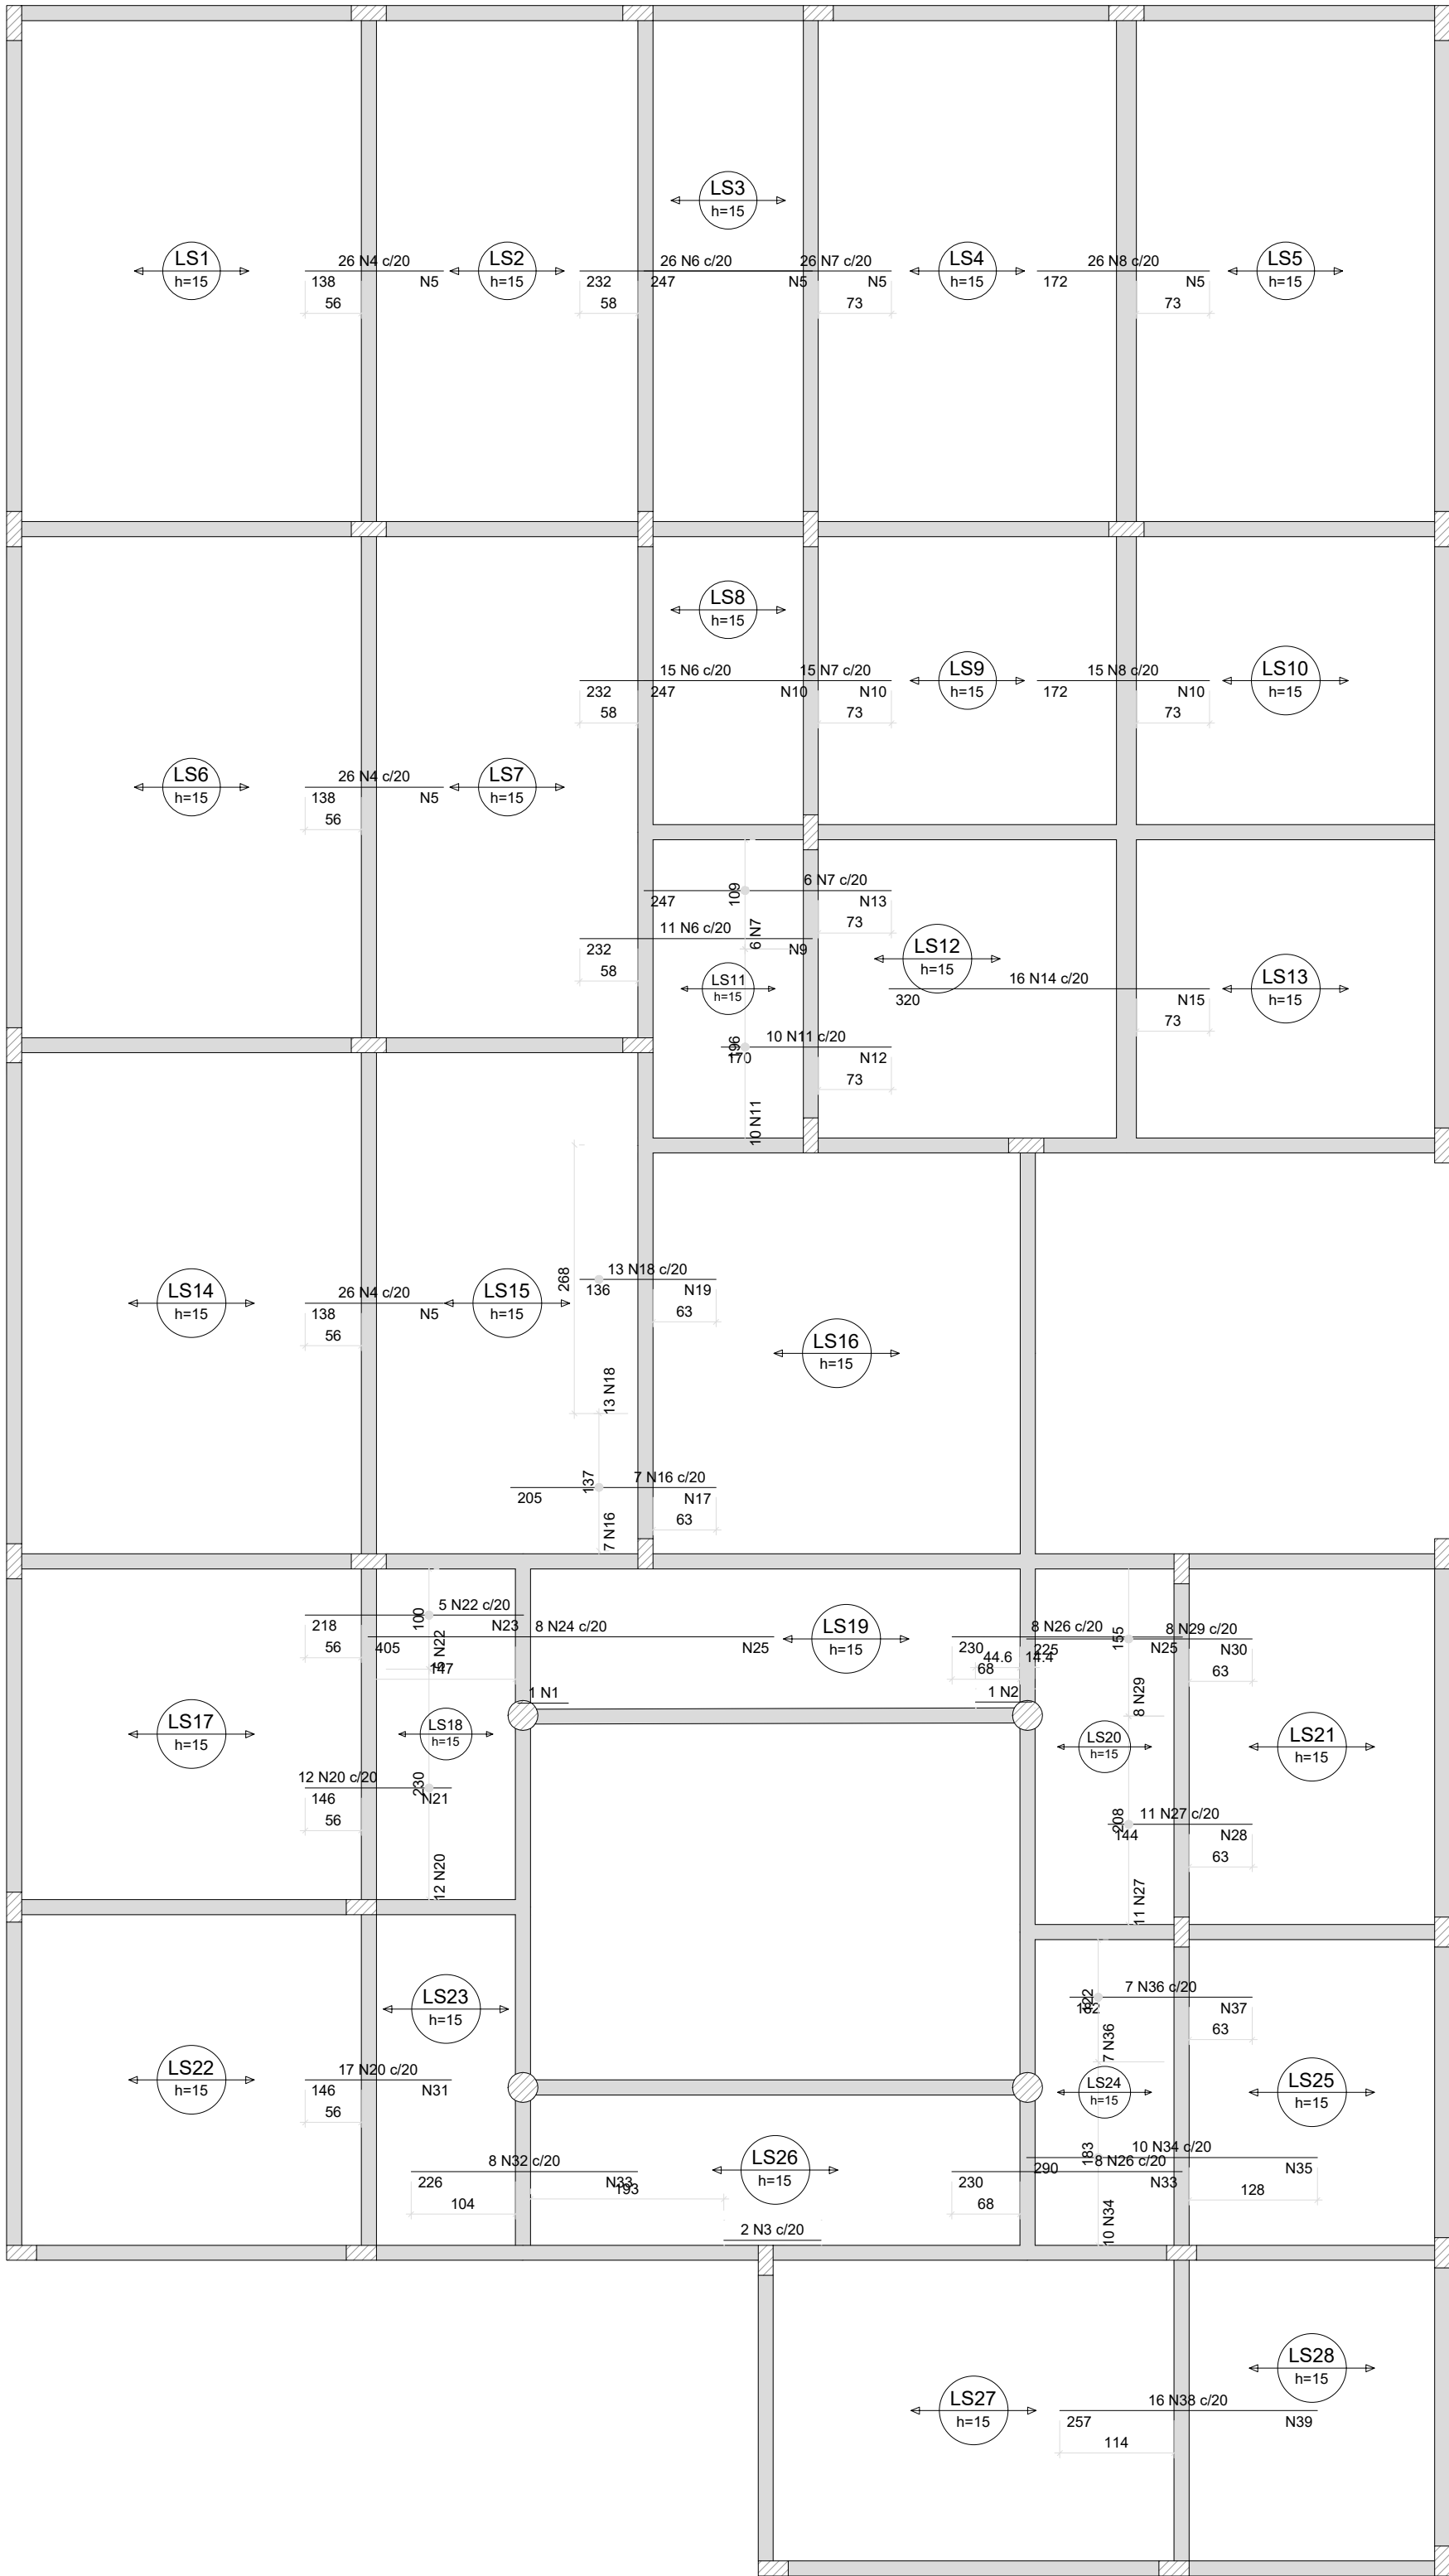 LS3
h=15
LS1
h=15
26 N4 c/20
138
N5
56
LS2
h=15
26 N6 c/20
232
247
N5
58
26 N7 c/20
N5
73
LS4
h=15
26 N8 c/20
172
N5
73
LS5
h=15
LS8
h=15
15 N6 c/20
232
247
N10
58
15 N7 c/20
N10
73
LS9
h=15
15 N8 c/20
172
N10
73
LS10
h=15
LS6
h=15
26 N4 c/20
138
N5
56
LS7
h=15
109
6 N7 c/20
247
N13
73
6 N7
11 N6 c/20
232
N9
58
LS12
h=15
LS11
h=15
16 N14 c/20
320
N15
73
LS13
h=15
196
10 N11 c/20
170
N12
73
10 N11
268
13 N18 c/20
136
N19
63
LS14
h=15
26 N4 c/20
138
N5
56
LS15
h=15
LS16
h=15
13 N18
137
7 N16 c/20
205
N17
63
7 N16
100
5 N22 c/20
218
N23
56
8 N24 c/20
405
N25
5 N22
147
LS19
h=15
8 N26 c/20
230
N25
68
155
8 N29 c/20
225
N30
63
44.6
14.4
1 N1
1 N2
8 N29
LS17
h=15
LS18
h=15
LS20
h=15
LS21
h=15
12 N20 c/20
146
N21
56
230
12 N20
208
11 N27 c/20
144
N28
63
11 N27
LS23
h=15
122
7 N36 c/20
162
N37
63
7 N36
LS22
h=15
17 N20 c/20
146
N31
56
LS24
h=15
LS25
h=15
183
10 N34 c/20
290
N35
128
8 N32 c/20
226
N33
104
193
LS26
h=15
8 N26 c/20
230
N33
68
10 N34
2 N3 c/20
LS28
h=15
LS27
h=15
16 N38 c/20
257
N39
114